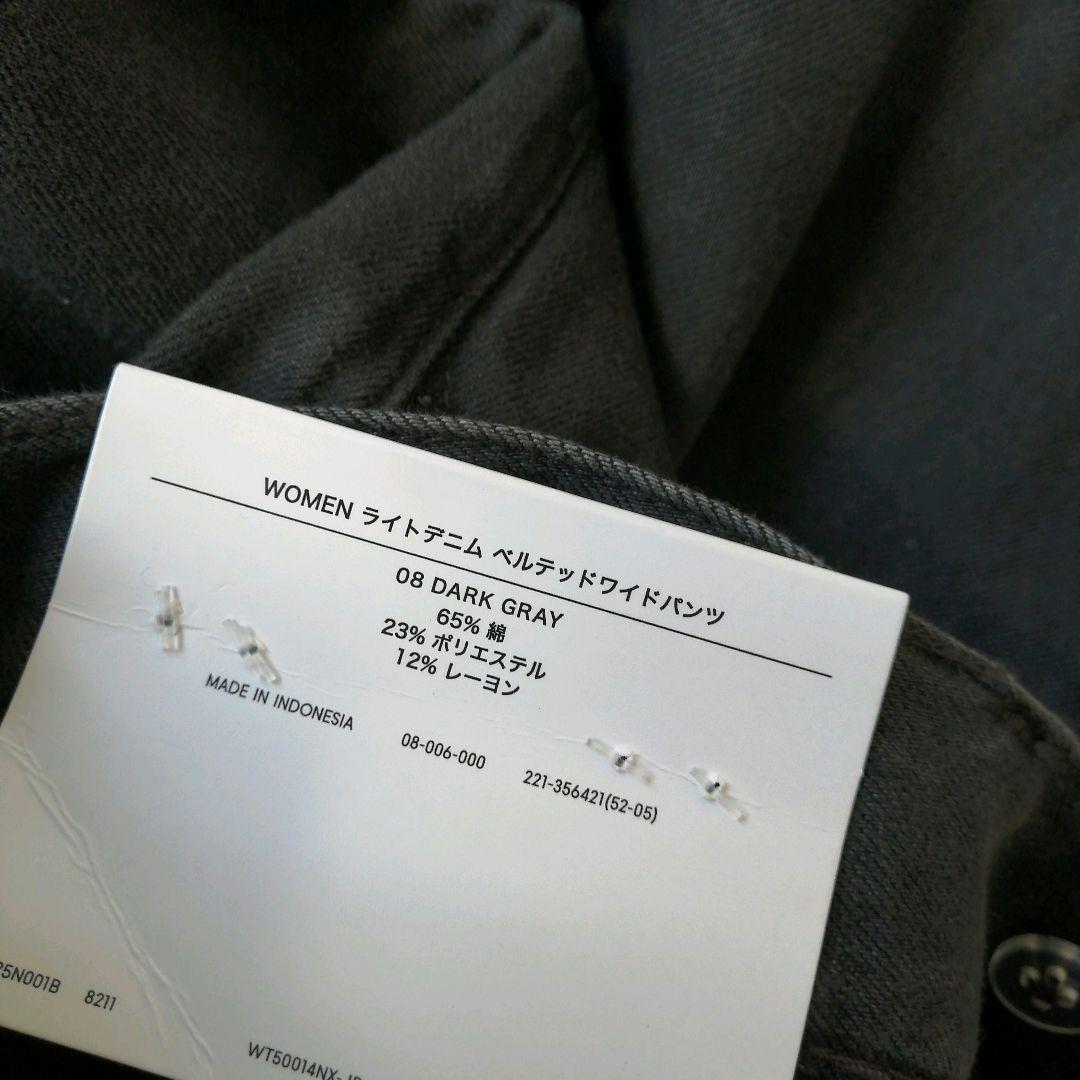 WOMEN ライトデニム ベルテッドワイドパンツ
08 DARK GRAY
65% 綿
23% ポリエステル
12% レーヨン
MADE IN INDONESIA
08-006-000
221-356421(52-05)
8211